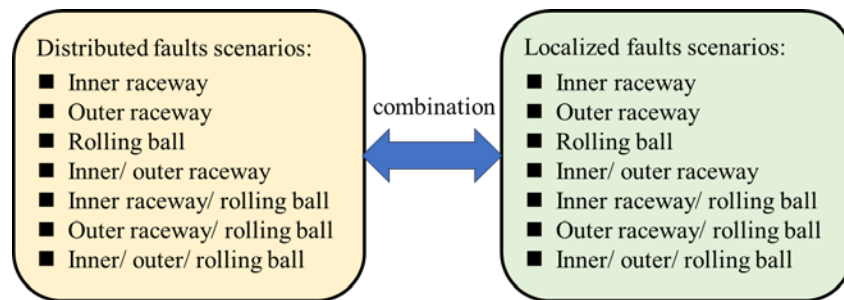 Distributed faults scenarios:
■ Inner raceway
■ Outer raceway
■ Rolling ball
■ Inner/ outer raceway
■ Inner raceway/ rolling ball
■ Outer raceway/ rolling ball
■ Inner/ outer/ rolling ball
combination
Localized faults scenarios:
■ Inner raceway
■ Outer raceway
■ Rolling ball
■ Inner/ outer raceway
■ Inner raceway/ rolling ball
■ Outer raceway/ rolling ball
■ Inner/ outer/ rolling ball